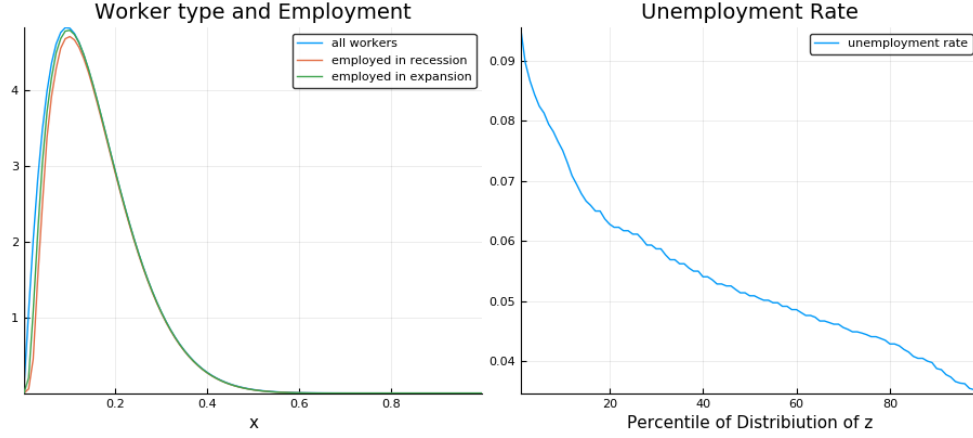 Worker type and Employment
all workers
employed in recession
employed in expansion
4
3
2
1
0.2 0.4 0.6 0.8
x
Unemployment Rate
unemployment rate
0.09
0.08
0.07
0.06
0.05
0.04
20 40 60 80
Percentile of Distribiution of z